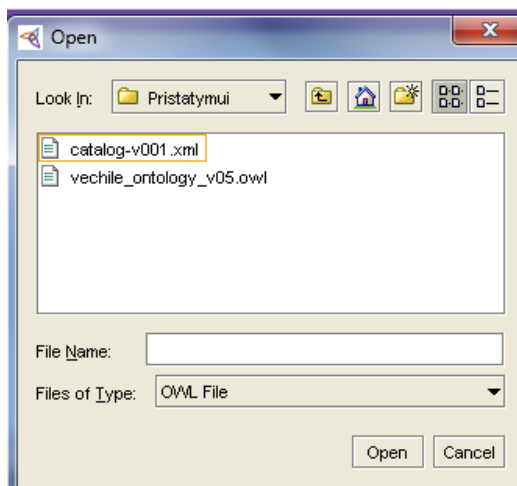 Open
Look In: Pristatymui
catalog-v001.xml
vechile_ontology_v05.owl
File Name:
Files of Type: OWL File
Open Cancel